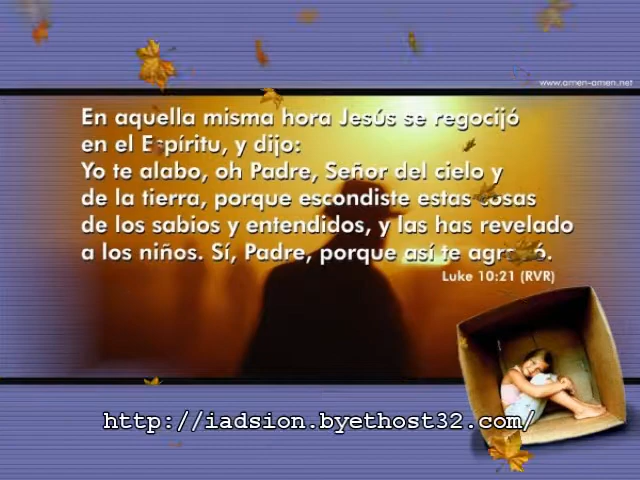 www.amen-amen.net
En aquella misma hora Jesús se regocijó
en el Espíritu, y dijo:
Yo te alabo, oh Padre, Señor del cielo y
de la tierra, porque escondiste estas cosas
de los sabios y entendidos, y las has revelado
a los niños. Sí, Padre, porque así te agradó.
Luke 10:21 (RVR)
http://iadsion.byethost32.com/